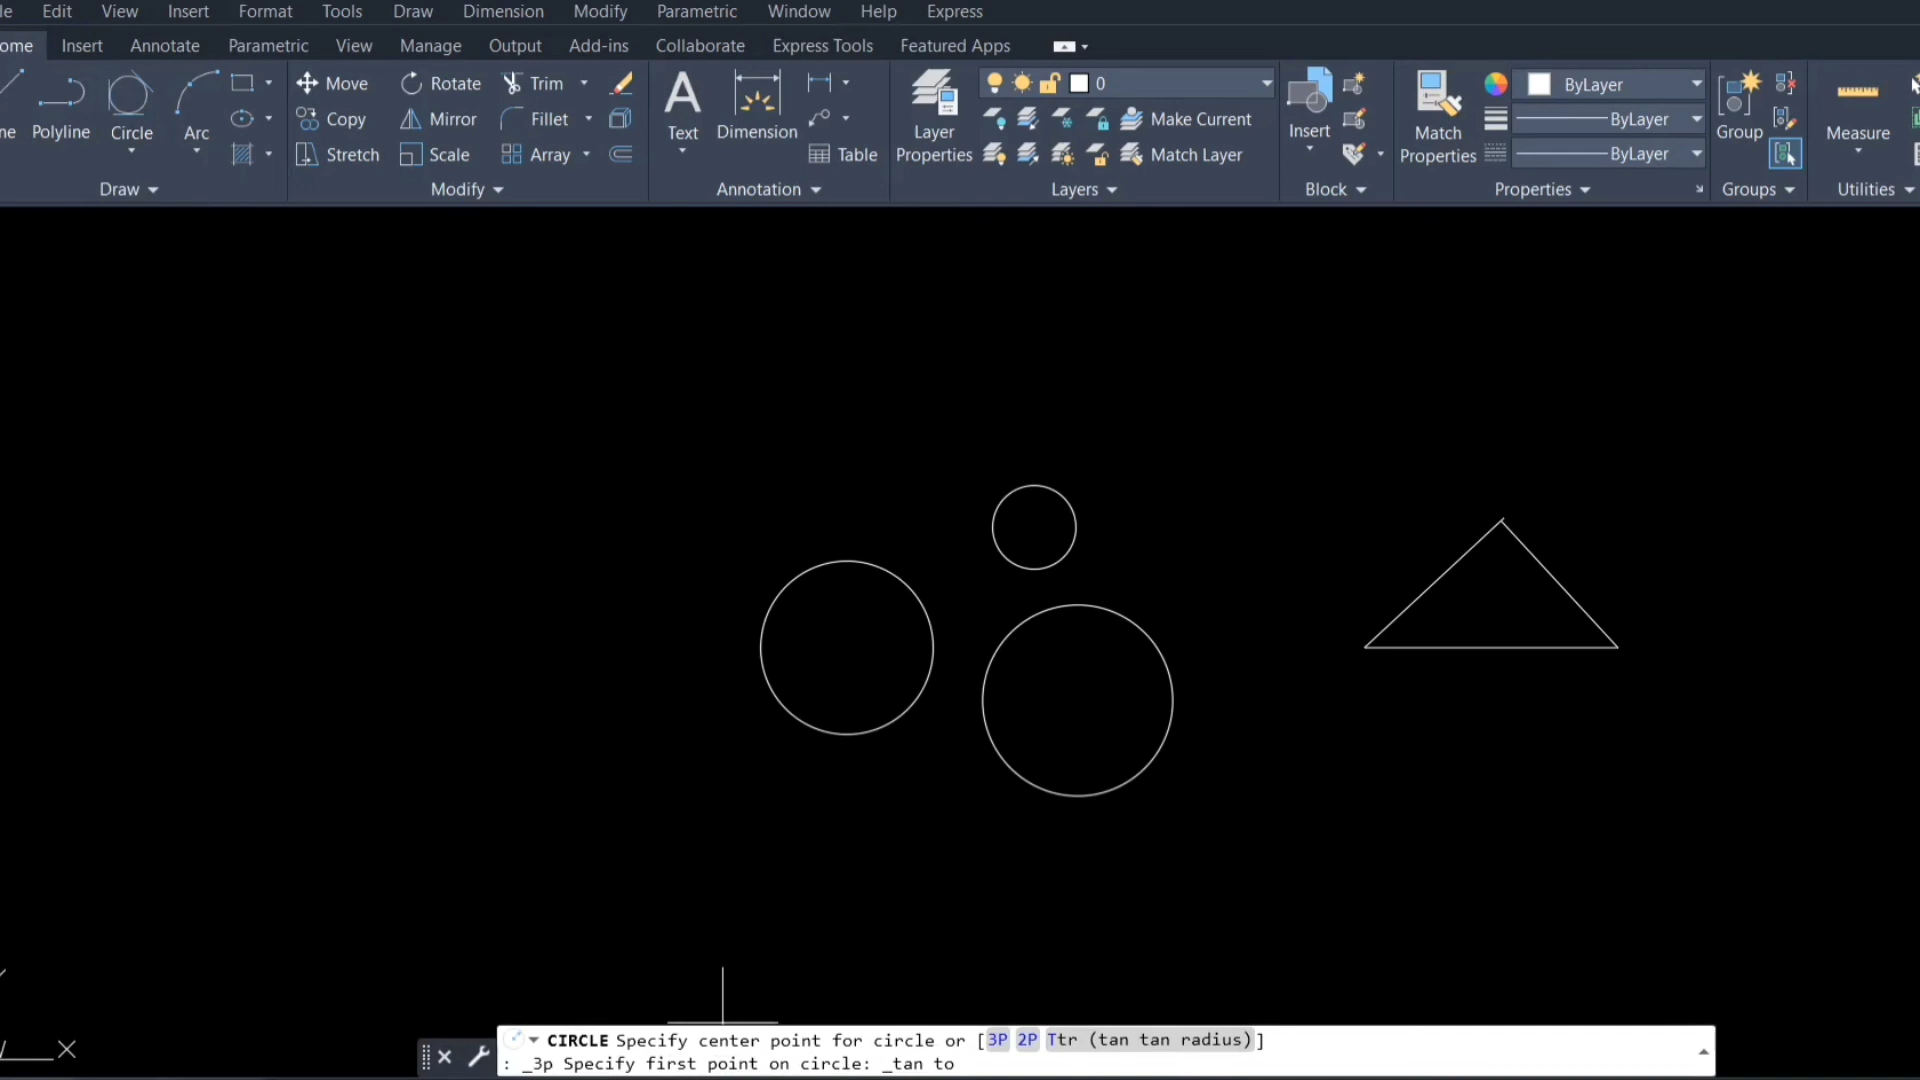 le Edit View Insert Format Tools Draw Dimension Modify Parametric Window Help Express
ome Insert Annotate Parametric View Manage Output Add-ins Collaborate Express Tools Featured Apps
ne Polyline Circle Arc
Move Rotate Trim
Copy Mirror Fillet
Stretch Scale Array
Text Dimension
Table
Layer Properties
0
Make Current
Match Layer
Insert
Match Properties
ByLayer
ByLayer
ByLayer
Group
Measure
Draw Modify Annotation Layers Block Properties Groups Utilities
X
CIRCLE Specify center point for circle or [3P 2P Ttr (tan tan radius)]
: _3p Specify first point on circle: _tan to